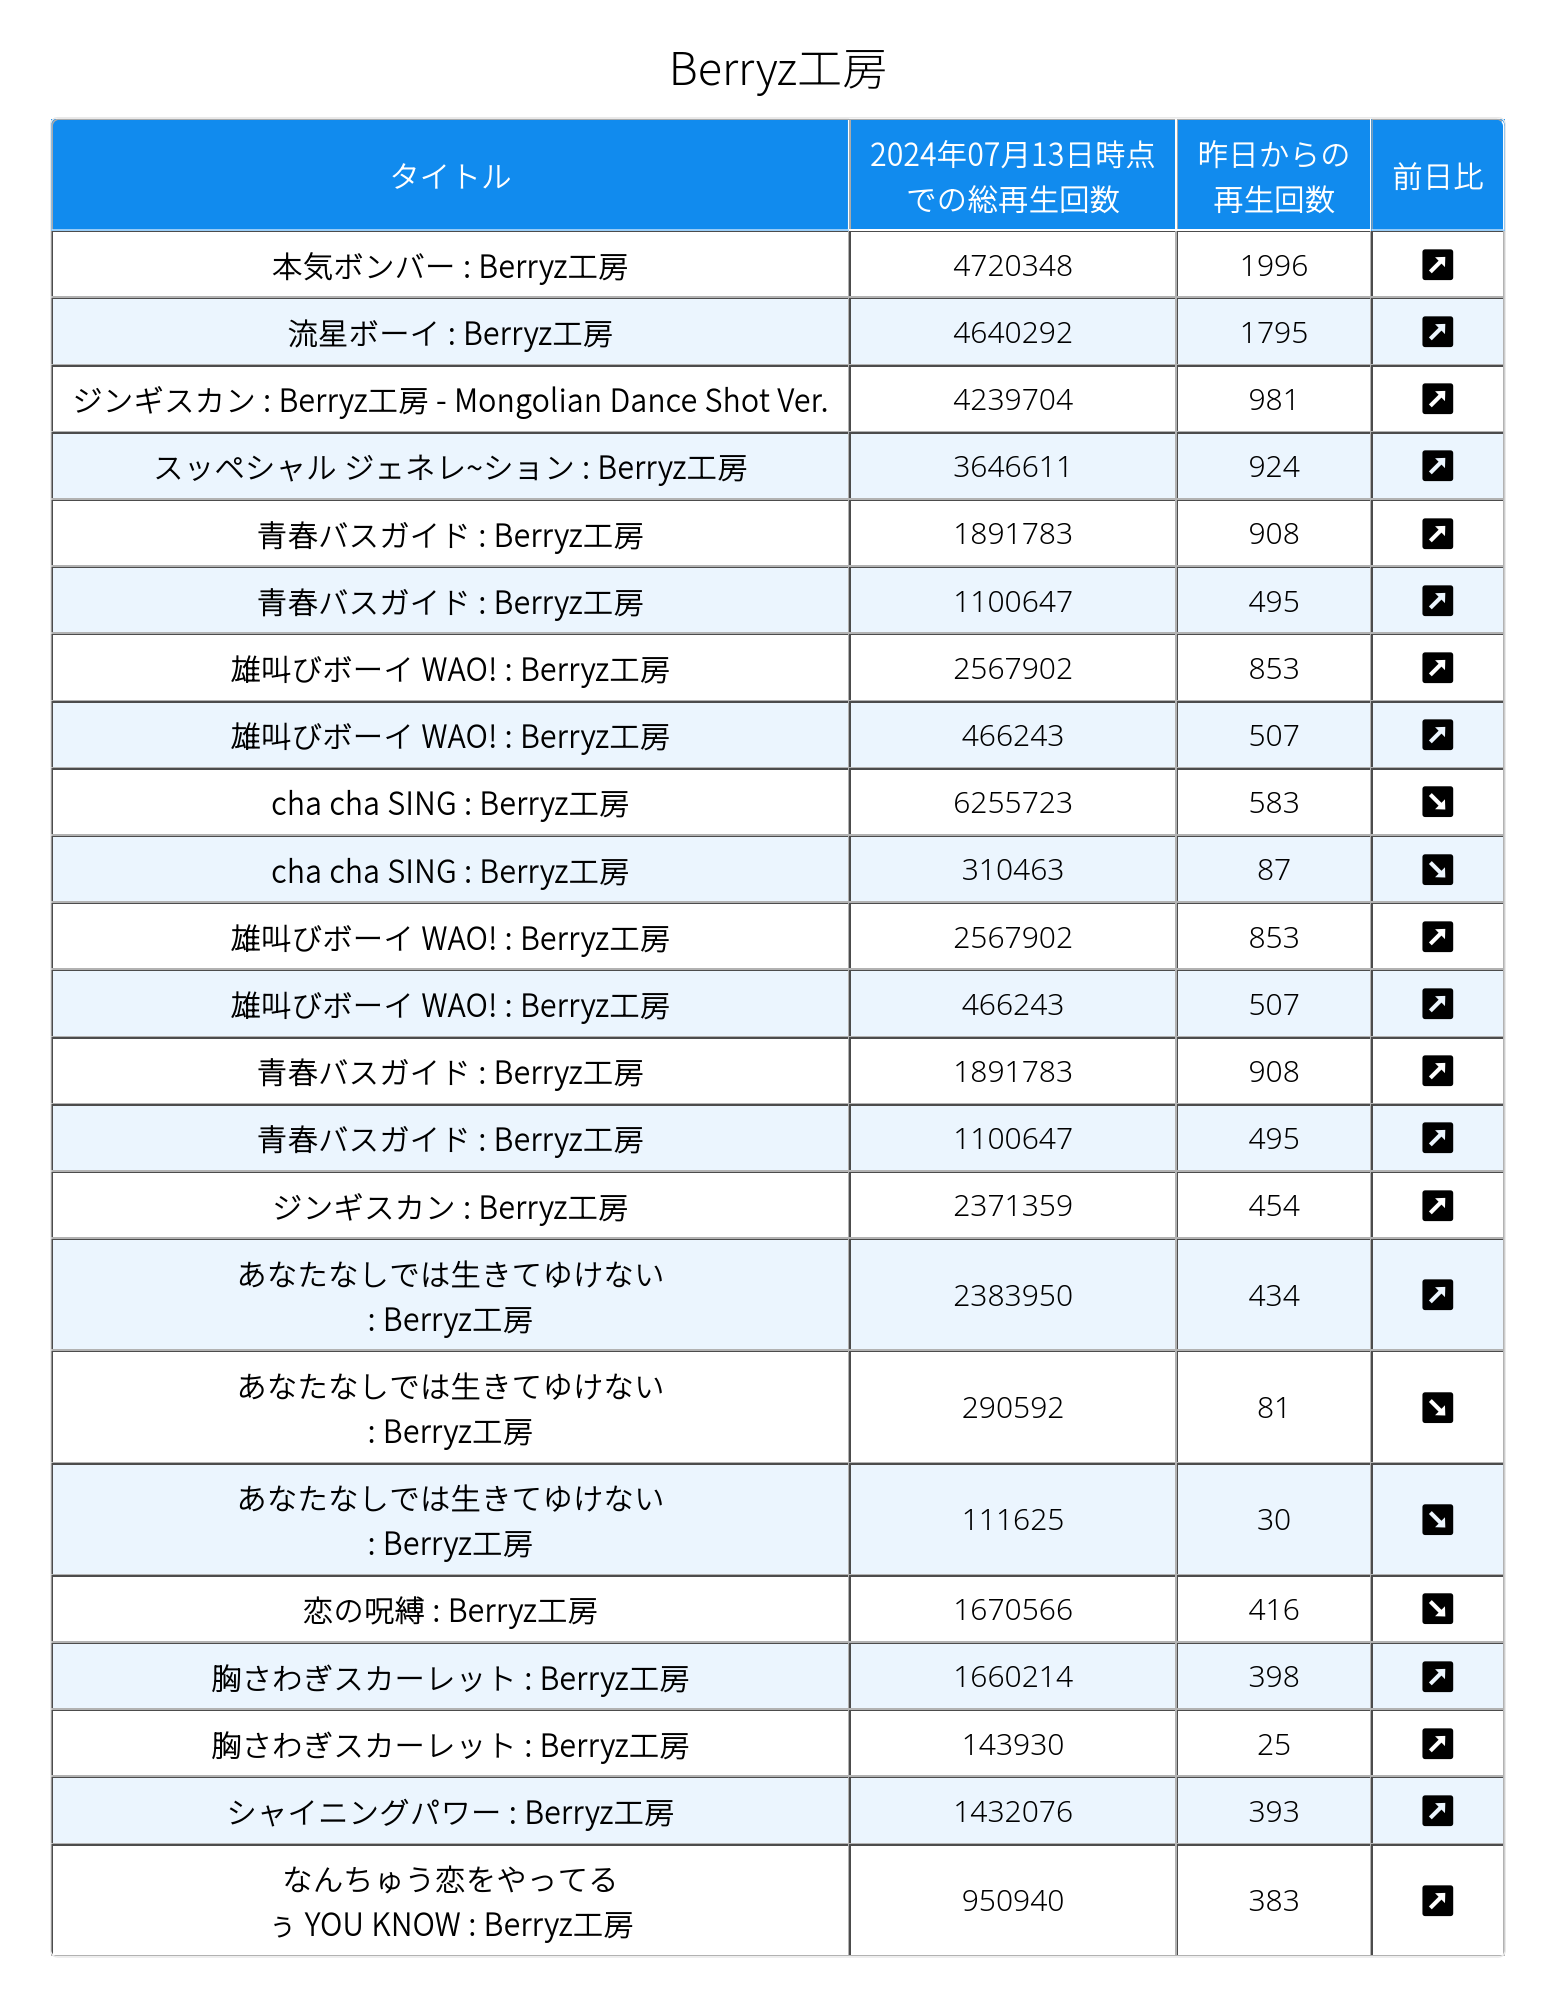 Berryz工房
タイトル
2024年07月13日時点
での総再生回数
昨日からの
再生回数
前日比
本気ボンバー : Berryz工房 4720348 1996
流星ボーイ : Berryz工房 4640292 1795
ジンギスカン : Berryz工房 - Mongolian Dance Shot Ver. 4239704 981
スッペシャル ジェネレ~ション : Berryz工房 3646611 924
青春バスガイド : Berryz工房 1891783 908
青春バスガイド : Berryz工房 1100647 495
雄叫びボーイ WAO! : Berryz工房 2567902 853
雄叫びボーイ WAO! : Berryz工房 466243 507
cha cha SING : Berryz工房 6255723 583
cha cha SING : Berryz工房 310463 87
雄叫びボーイ WAO! : Berryz工房 2567902 853
雄叫びボーイ WAO! : Berryz工房 466243 507
青春バスガイド : Berryz工房 1891783 908
青春バスガイド : Berryz工房 1100647 495
ジンギスカン : Berryz工房 2371359 454
あなたなしでは生きてゆけない
: Berryz工房 2383950 434
あなたなしでは生きてゆけない
: Berryz工房 290592 81
あなたなしでは生きてゆけない
: Berryz工房 111625 30
恋の呪縛 : Berryz工房 1670566 416
胸さわぎスカーレット : Berryz工房 1660214 398
胸さわぎスカーレット : Berryz工房 143930 25
シャイニングパワー : Berryz工房 1432076 393
なんちゅう恋をやってる
ぅ YOU KNOW : Berryz工房 950940 383